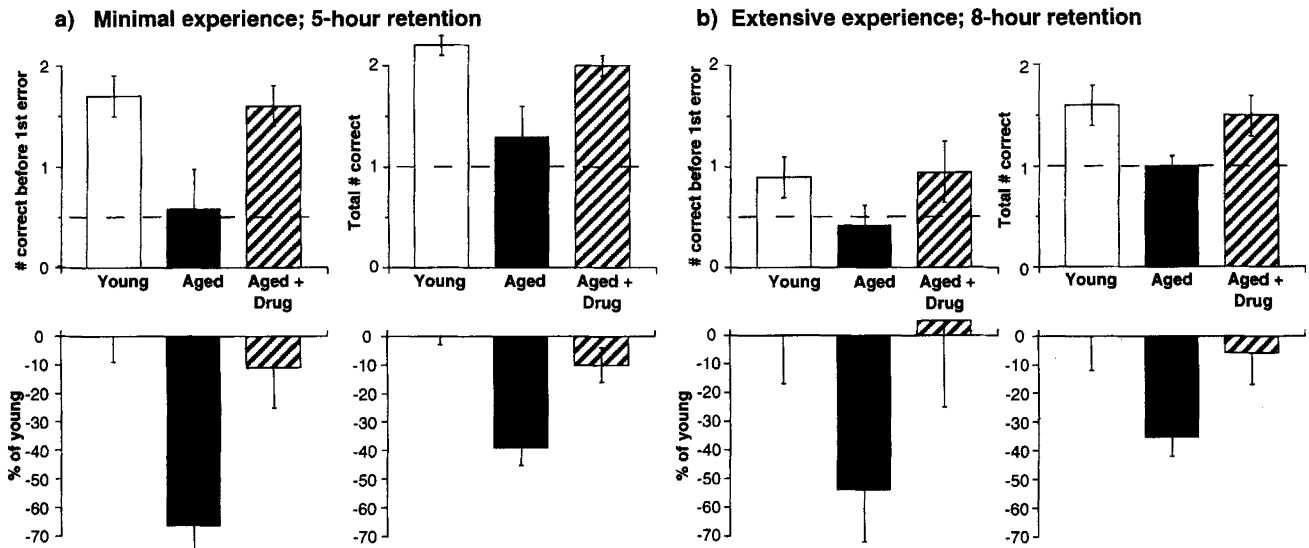 a) Minimal experience; 5-hour retention
# correct before 1st error
2
1
0
Young
Aged
Aged +
Drug
Total # correct
2
1
0
Young
Aged
Aged +
Drug
% of young
0
-10
-20
-30
-40
-50
-60
-70
0
-10
-20
-30
-40
-50
-60
-70
b) Extensive experience; 8-hour retention
# correct before 1st error
2
1
0
Young
Aged
Aged +
Drug
Total # correct
2
1
0
Young
Aged
Aged +
Drug
% of young
0
-10
-20
-30
-40
-50
-60
-70
0
-10
-20
-30
-40
-50
-60
-70